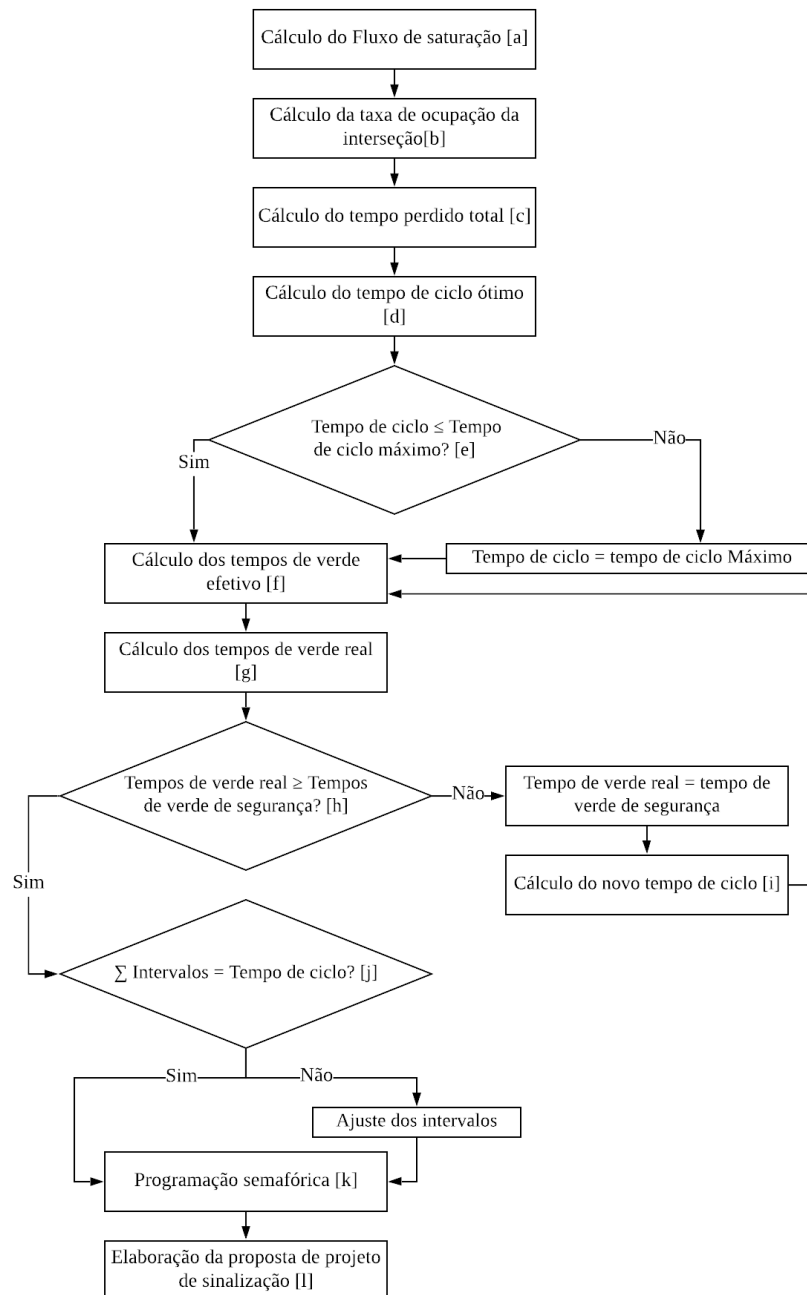 Cálculo do Fluxo de saturação [a]
Cálculo da taxa de ocupação da
interseção[b]
Cálculo do tempo perdido total [c]
Cálculo do tempo de ciclo ótimo
[d]
Tempo de ciclo ≤ Tempo
de ciclo máximo? [e]
Sim
Não
Cálculo dos tempos de verde
efetivo [f]
Tempo de ciclo = tempo de ciclo Máximo
Cálculo dos tempos de verde real
[g]
Tempos de verde real ≥ Tempos
de verde de segurança? [h]
Não
Tempo de verde real = tempo de
verde de segurança
Sim
Cálculo do novo tempo de ciclo [i]
∑ Intervalos = Tempo de ciclo? [j]
Sim
Não
Ajuste dos intervalos
Programação semafórica [k]
Elaboração da proposta de projeto
de sinalização [l]